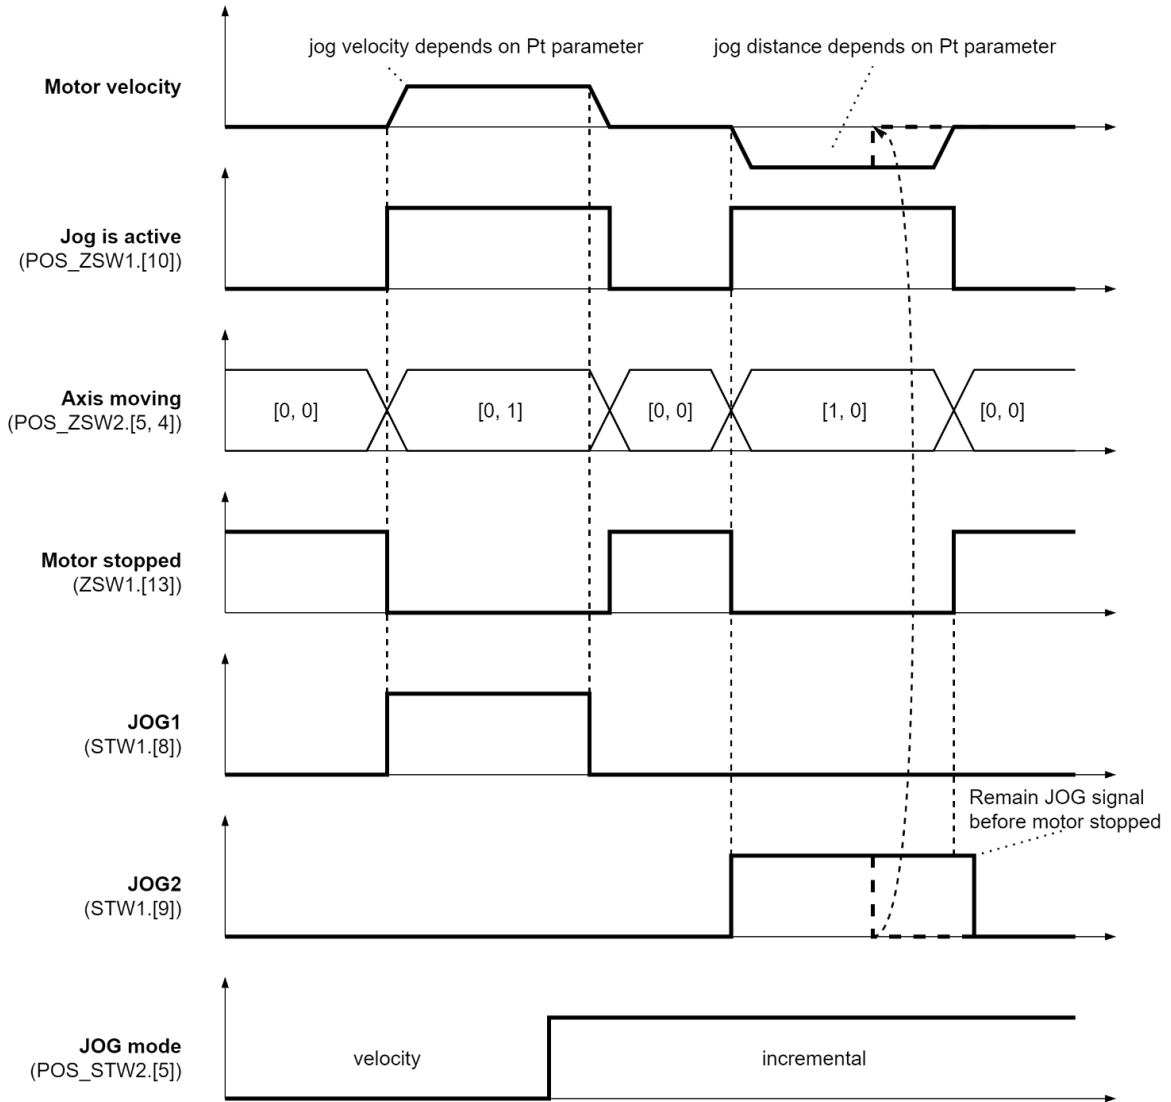 jog velocity depends on Pt parameter
jog distance depends on Pt parameter
Motor velocity
Jog is active
(POS_ZSW1.[10])
Axis moving
(POS_ZSW2.[5, 4])
[0, 0]
[0, 1]
[0, 0]
[1, 0]
[0, 0]
Motor stopped
(ZSW1.[13])
JOG1
(STW1.[8])
Remain JOG signal
before motor stopped
JOG2
(STW1.[9])
JOG mode
(POS_STW2.[5])
velocity
incremental